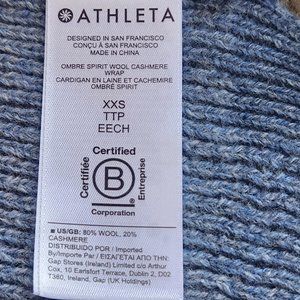 ATHLETA
DESIGNED IN SAN FRANCISCO
CONÇU À SAN FRANCISCO
MADE IN CHINA
OMBRE SPIRIT WOOL CASHMERE
WRAP
CARDIGAN EN LAINE ET CACHEMIRE
OMBRÉ SPIRIT
XXS
TTP
EECH
Certified
Certifiée
B
Entreprise
Corporation
US/GB: 80% WOOL, 20%
CASHMERE
DISTRIBUIDO POR / Imported
By/Importe Par / ΕΙΣΑΓΕΤΑΙ ΑΠΟ ΤΗΝ:
Gap Stores (Ireland) Limited c/o Arthur
Cox, 10 Earlsfort Terrace, Dublin 2, D02
T380, Ireland, Gap (UK Holdings)